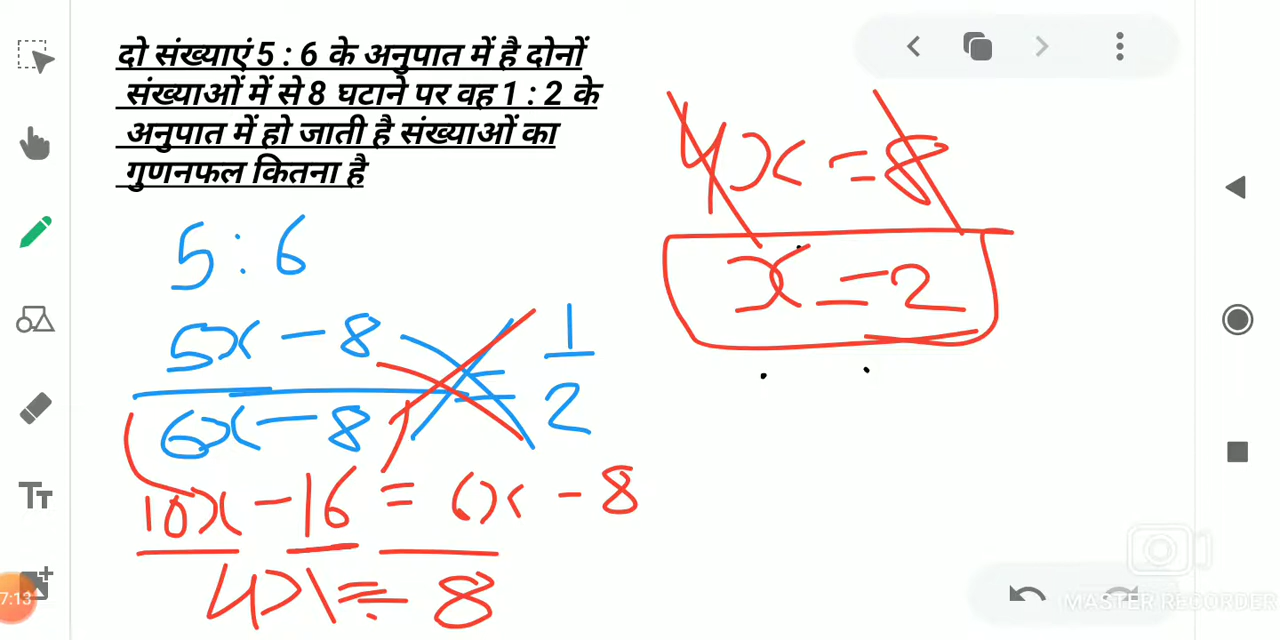 दो संख्याएं 5 : 6 के अनुपात में है दोनों
संख्याओं में से 8 घटाने पर वह 1 : 2 के
अनुपात में हो जाती है संख्याओं का
गुणनफल कितना है
5 : 6
5x - 8
6x - 8
=
1
2
10x - 16 = 6x - 8
4x = 8
4x = 8
x = 2
Tт
7:13
MASTER RECORDER